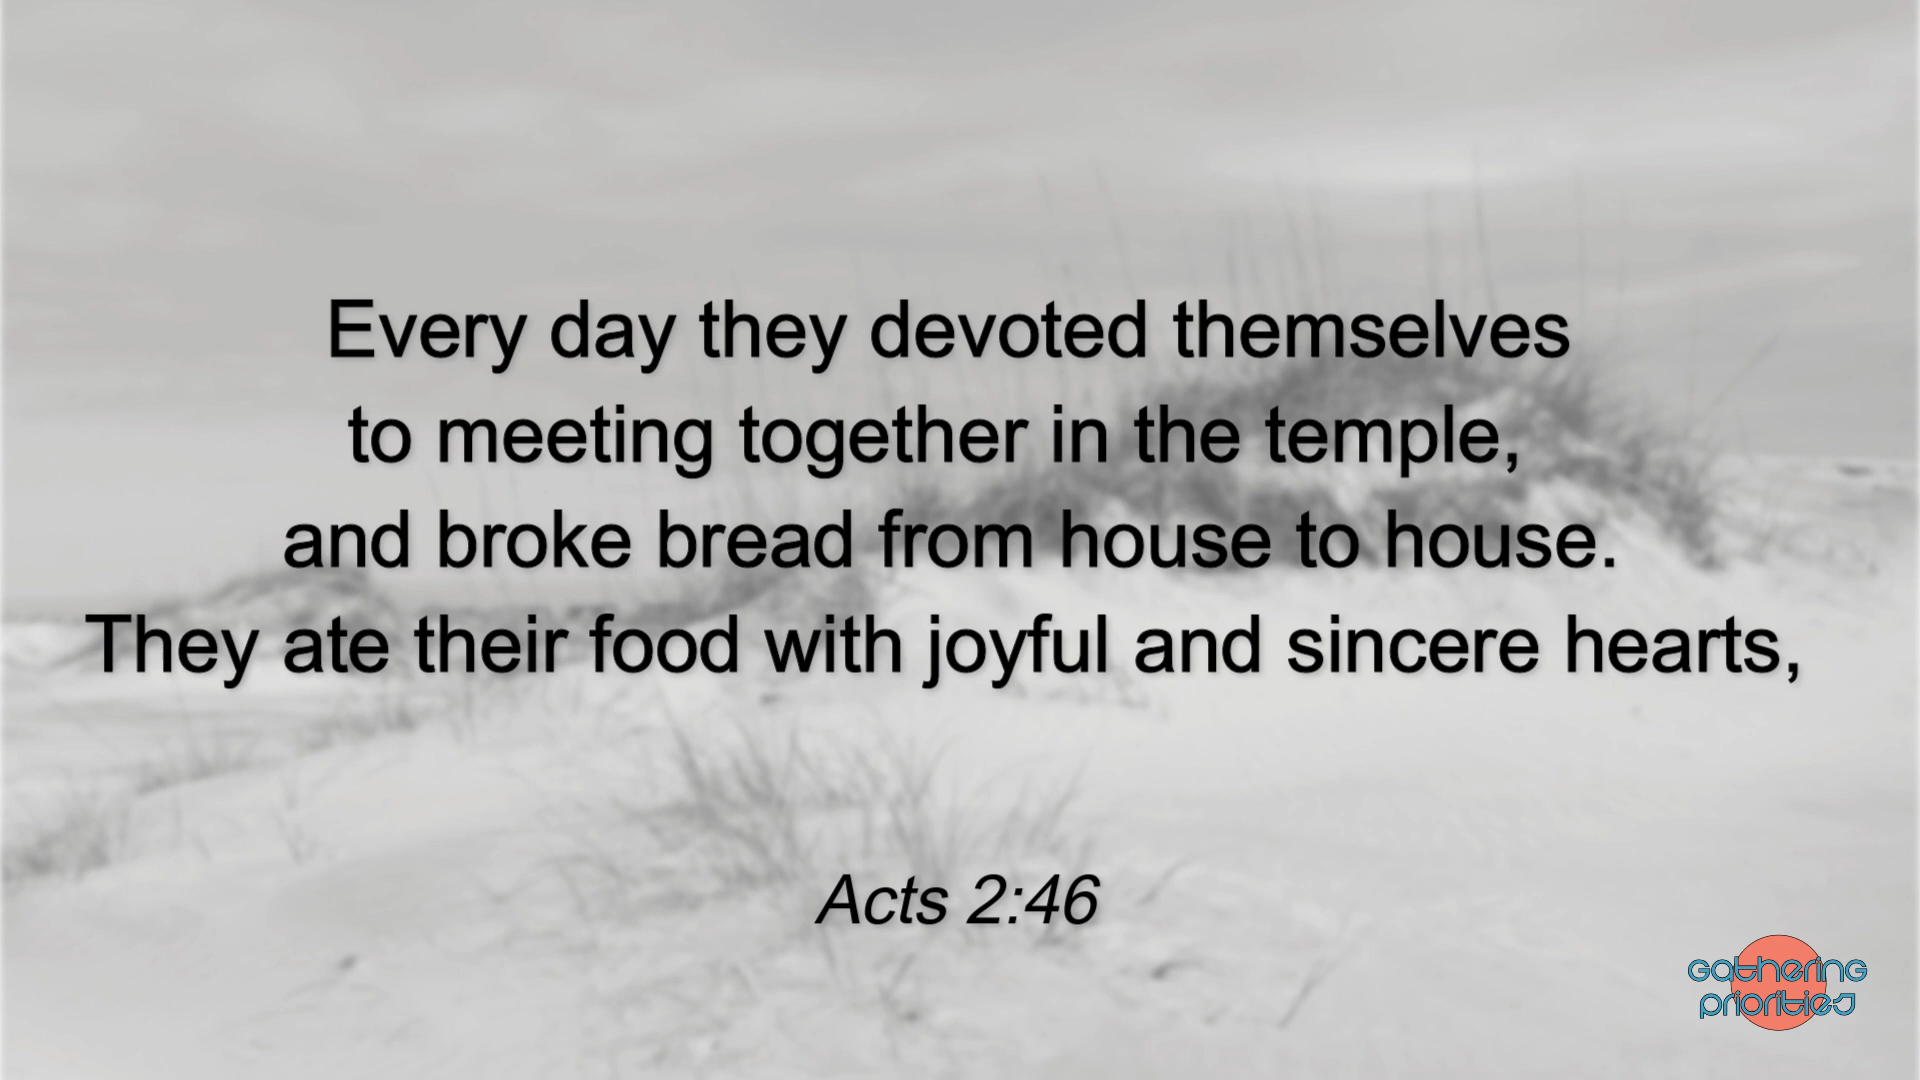 Every day they devoted themselves
to meeting together in the temple,
and broke bread from house to house.
They ate their food with joyful and sincere hearts,
Acts 2:46
Gathering
priorities